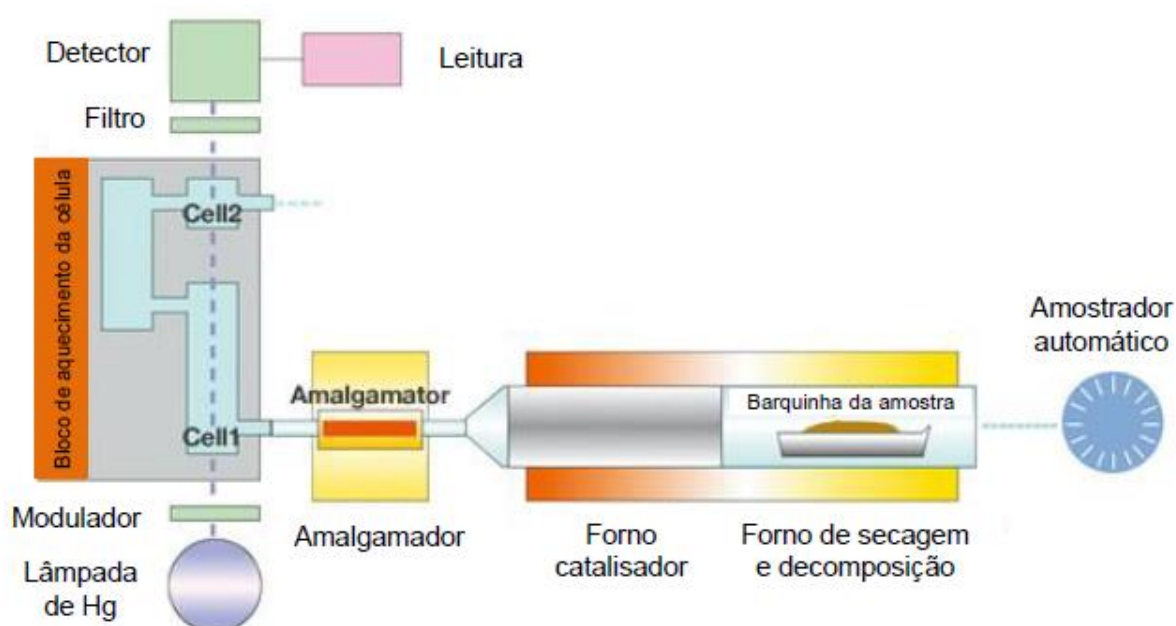 Detector
Leitura
Filtro
Bloco de aquecimento da célula
Cell2
Cell1
Amalgamator
Barquinha da amostra
Amostrador
automático
Modulador
Lâmpada
de Hg
Amalgamador
Forno
catalisador
Forno de secagem
e decomposição